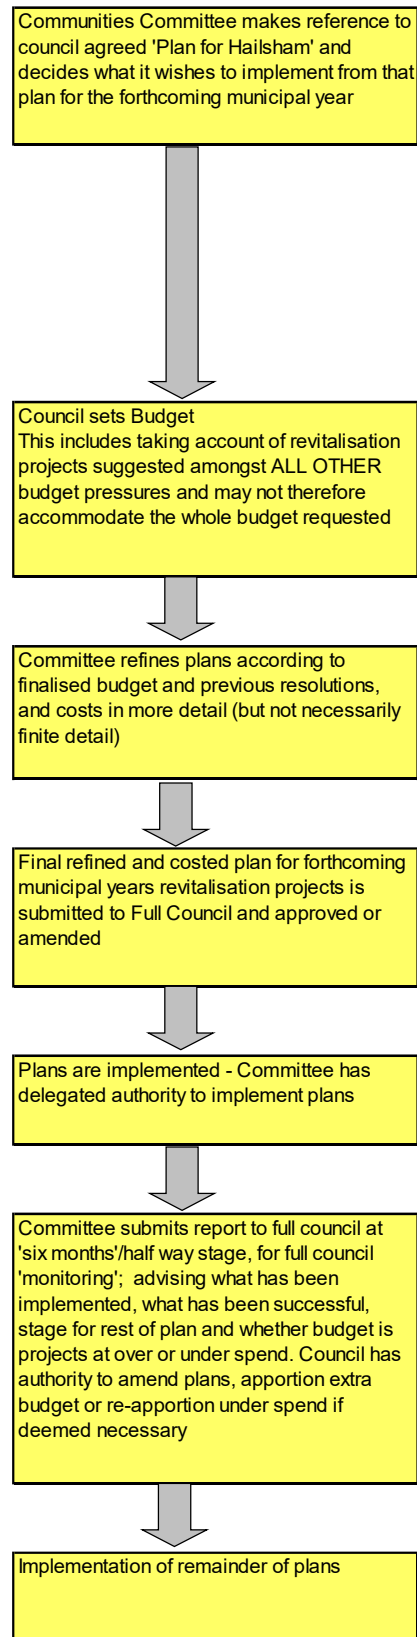 Communities Committee makes reference to
council agreed 'Plan for Hailsham' and
decides what it wishes to implement from that
plan for the forthcoming municipal year
Council sets Budget
This includes taking account of revitalisation
projects suggested amongst ALL OTHER
budget pressures and may not therefore
accommodate the whole budget requested
Committee refines plans according to
finalised budget and previous resolutions,
and costs in more detail (but not necessarily
finite detail)
Final refined and costed plan for forthcoming
municipal years revitalisation projects is
submitted to Full Council and approved or
amended
Plans are implemented - Committee has
delegated authority to implement plans
Committee submits report to full council at
'six months'/half way stage, for full council
'monitoring';  advising what has been
implemented, what has been successful,
stage for rest of plan and whether budget is
projects at over or under spend. Council has
authority to amend plans, apportion extra
budget or re-apportion under spend if
deemed necessary
Implementation of remainder of plans